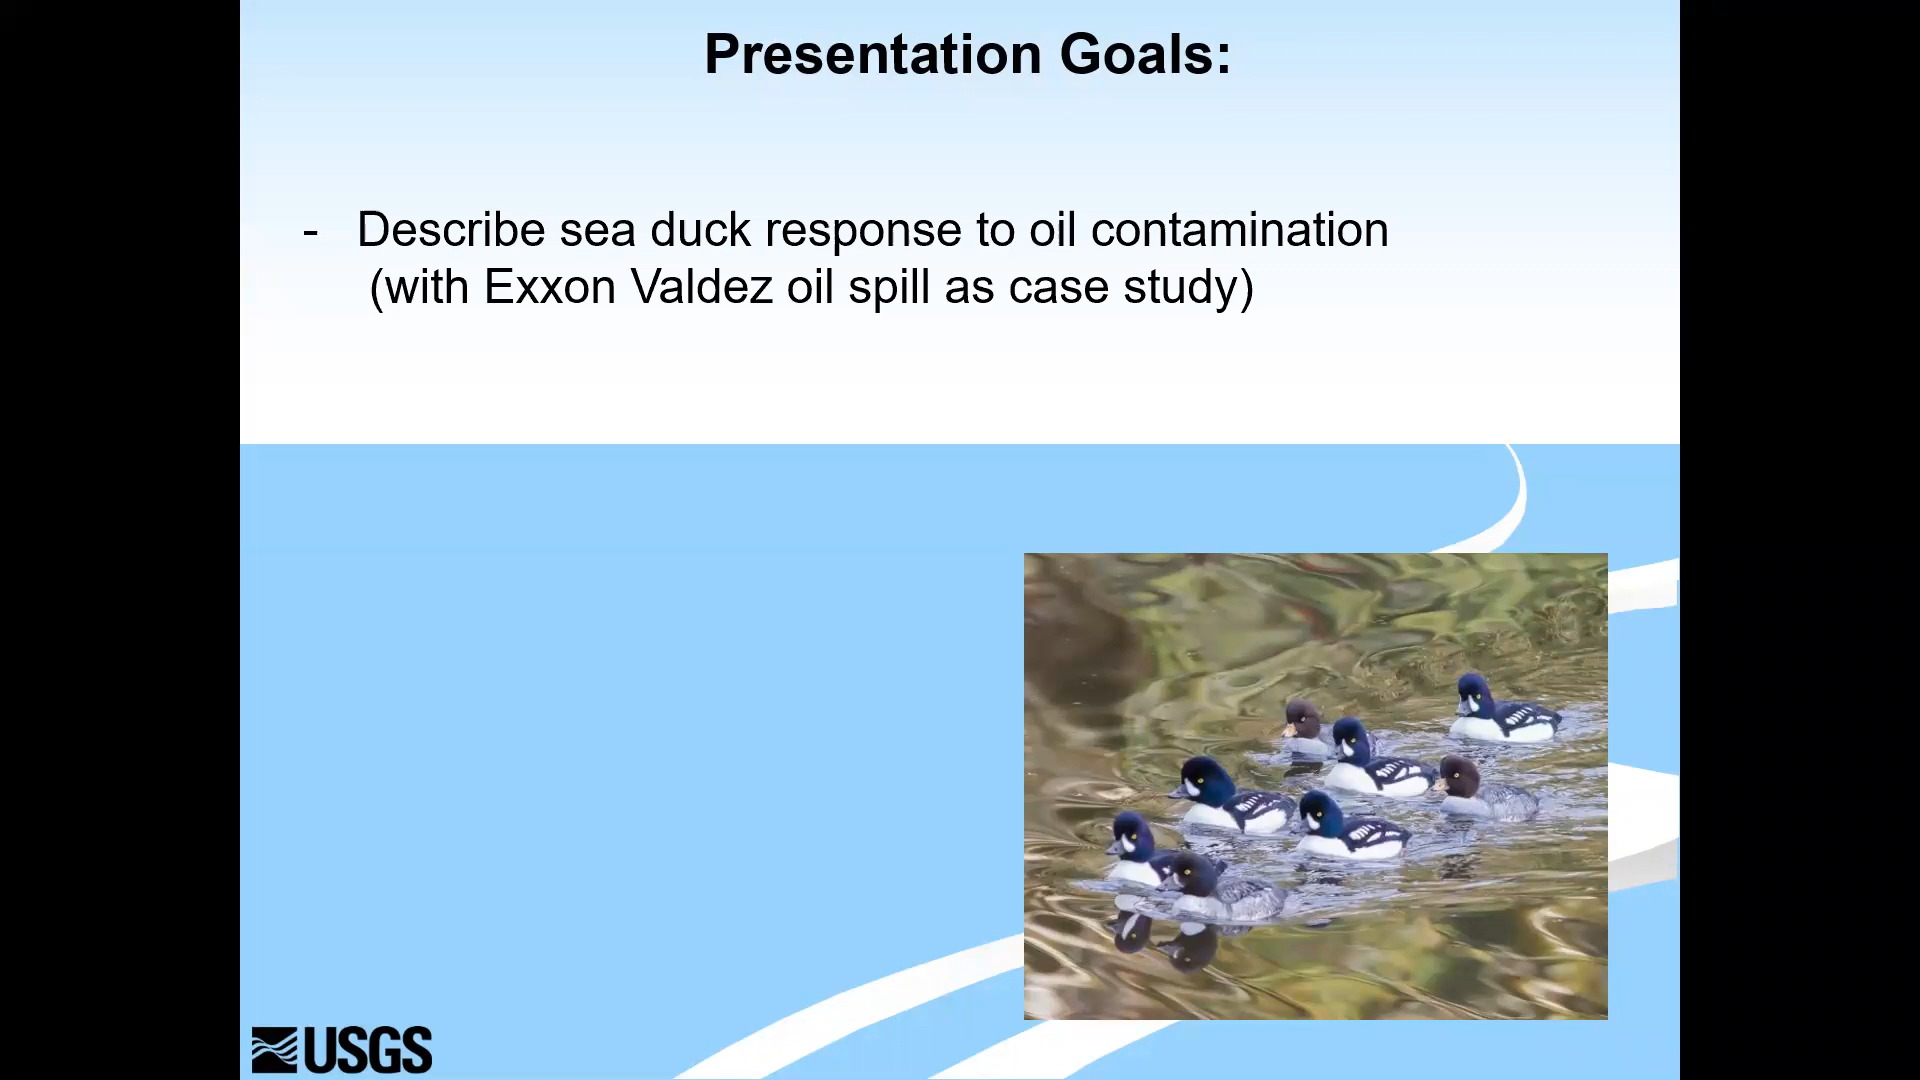 Presentation Goals:
- Describe sea duck response to oil contamination
(with Exxon Valdez oil spill as case study)
USGS